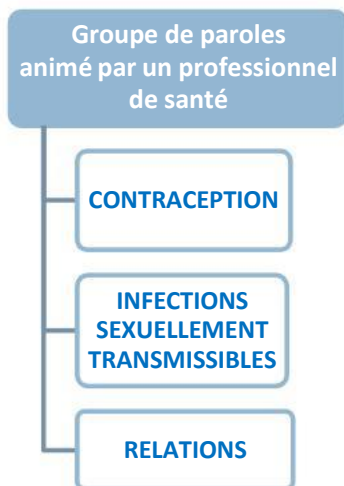 Groupe de paroles
animé par un professionnel
de santé
CONTRACEPTION
INFECTIONS
SEXUELLEMENT
TRANSMISSIBLES
RELATIONS